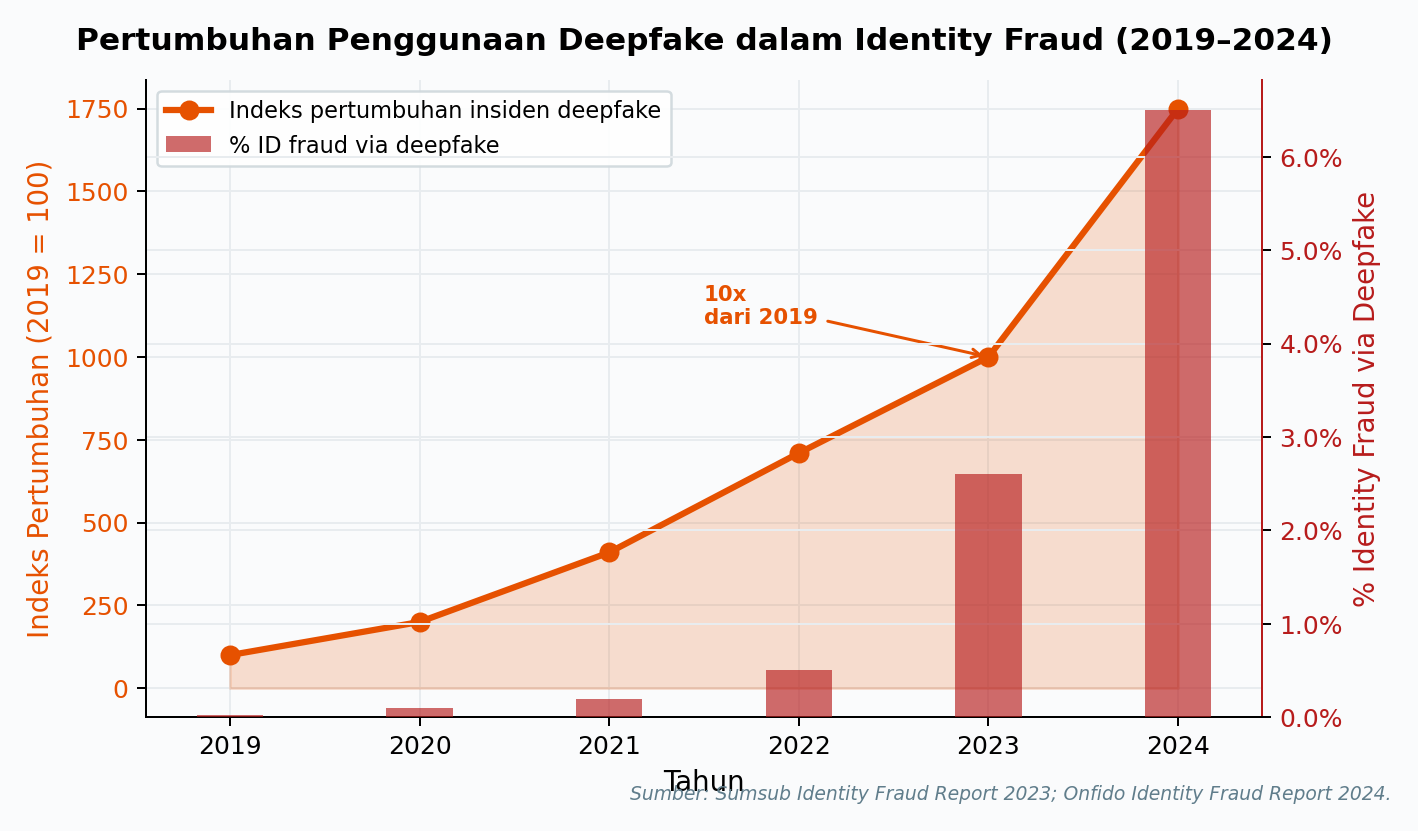 Pertumbuhan Penggunaan Deepfake dalam Identity Fraud (2019–2024)
Indeks pertumbuhan insiden deepfake
% ID fraud via deepfake
Indeks Pertumbuhan (2019 = 100)
1750
1500
1250
1000
750
500
250
0
10x
dari 2019
6.0%
5.0%
4.0%
3.0%
2.0%
1.0%
0.0%
% Identity Fraud via Deepfake
2019 2020 2021 2022 2023 2024
Tahun
Sumber: Sumsub Identity Fraud Report 2023; Onfido Identity Fraud Report 2024.